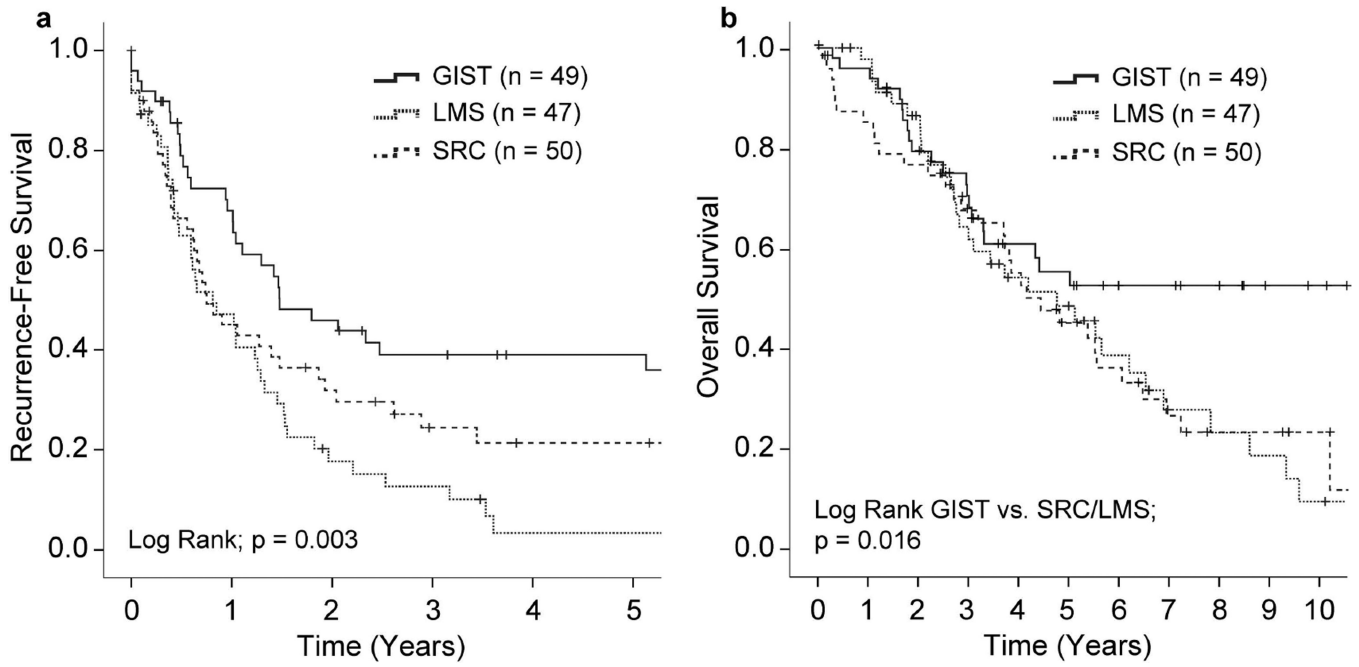 a
1.0
0.8
0.6
0.4
0.2
0.0
Recurrence-Free Survival
GIST (n = 49)
LMS (n = 47)
SRC (n = 50)
Log Rank; p = 0.003
0 1 2 3 4 5
Time (Years)
b
1.0
0.8
0.6
0.4
0.2
0.0
Overall Survival
GIST (n = 49)
LMS (n = 47)
SRC (n = 50)
Log Rank GIST vs. SRC/LMS;
p = 0.016
0 1 2 3 4 5 6 7 8 9 10
Time (Years)